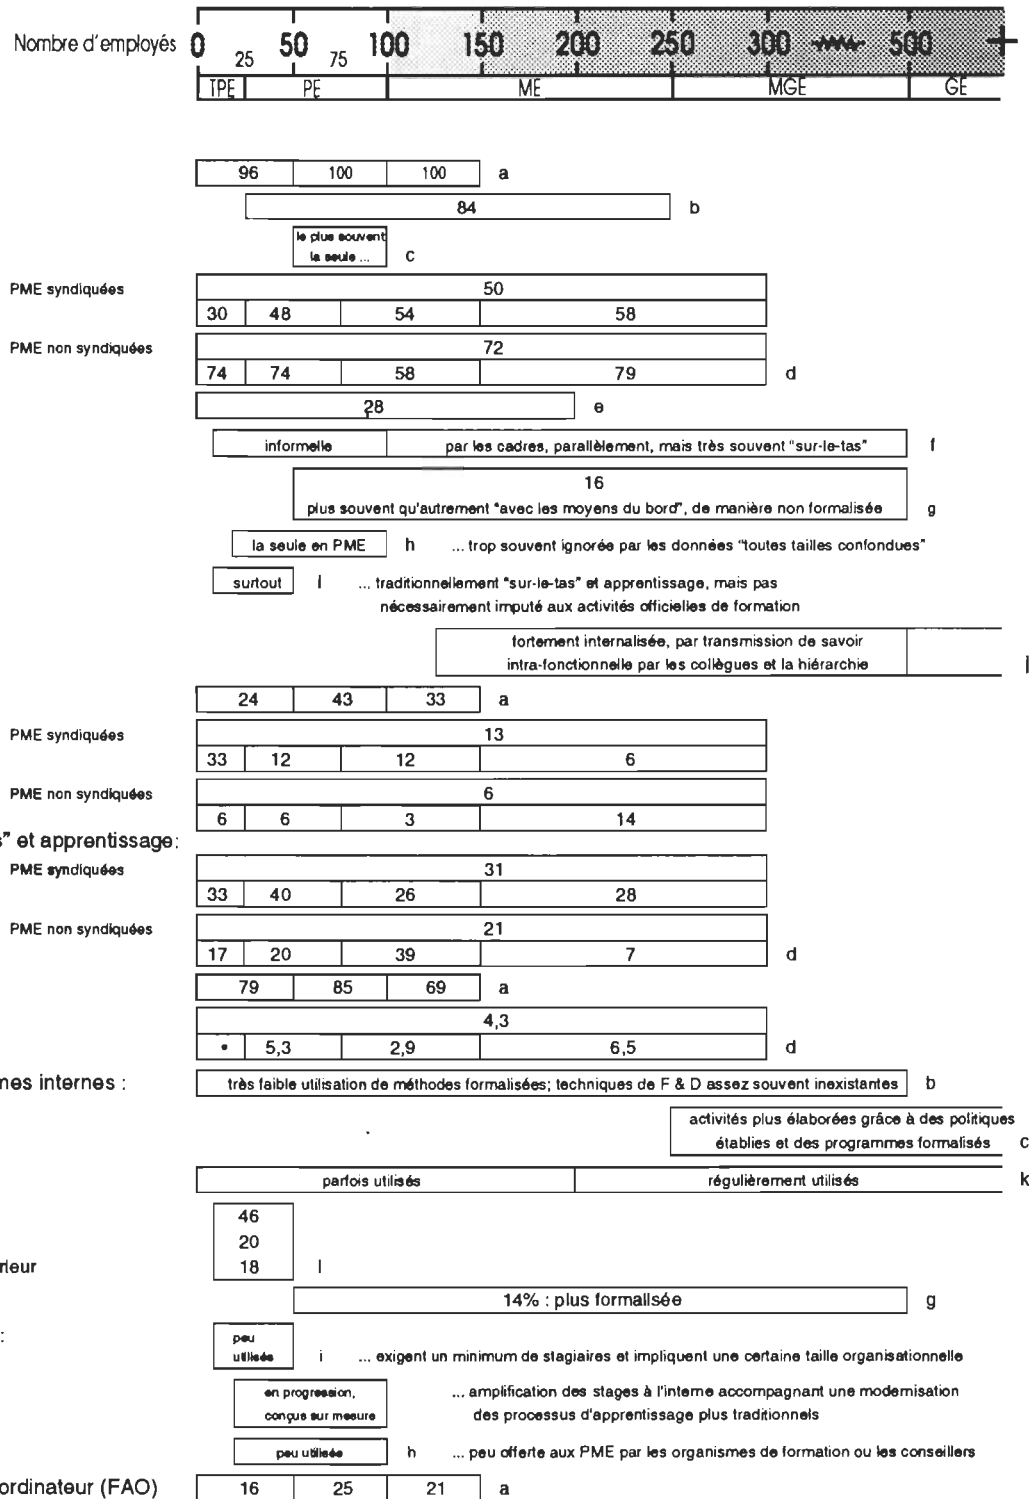 Nombre d'employés 0 50 100 150 200 250 300 500 +
25 75
TPE PE ME MGE GE
96 100 100 a
84 b
le plus souvent
la seule ... c
PME syndiquées 50
30 48 54 58
PME non syndiquées 72
74 74 58 79 d
28 e
informelle par les cadres, parallèlement, mais très souvent "sur-le-tas" f
16
plus souvent qu'autrement "avec les moyens du bord", de manière non formalisée g
la seule en PME h ... trop souvent ignorée par les données "toutes tailles confondues"
surtout i ... traditionnellement "sur-le-tas" et apprentissage, mais pas
nécessairement imputé aux activités officielles de formation
fortement internalisée, par transmission de savoir
intra-fonctionnelle par les collègues et la hiérarchie j
24 43 33 a
PME syndiquées 13
33 12 12 6
PME non syndiquées 6
6 6 3 14
s" et apprentissage:
PME syndiquées 31
33 40 26 28
PME non syndiquées 21
17 20 39 7 d
79 85 69 a
4,3
• 5,3 2,9 6,5 d
mes internes : très faible utilisation de méthodes formalisées; techniques de F & D assez souvent inexistantes b
activités plus élaborées grâce à des politiques
établies et des programmes formalisés c
parfois utilisés régulièrement utilisés k
46
20
rieur 18 l
14% : plus formalisée g
:
peu
utilisés i ... exigent un minimum de stagiaires et impliquent une certaine taille organisationnelle
en progression, ... amplification des stages à l'interne accompagnant une modernisation
conçus sur mesure des processus d'apprentissage plus traditionnels
peu utilisée h ... peu offerte aux PME par les organismes de formation ou les conseillers
ordinateur (FAO) 16 25 21 a